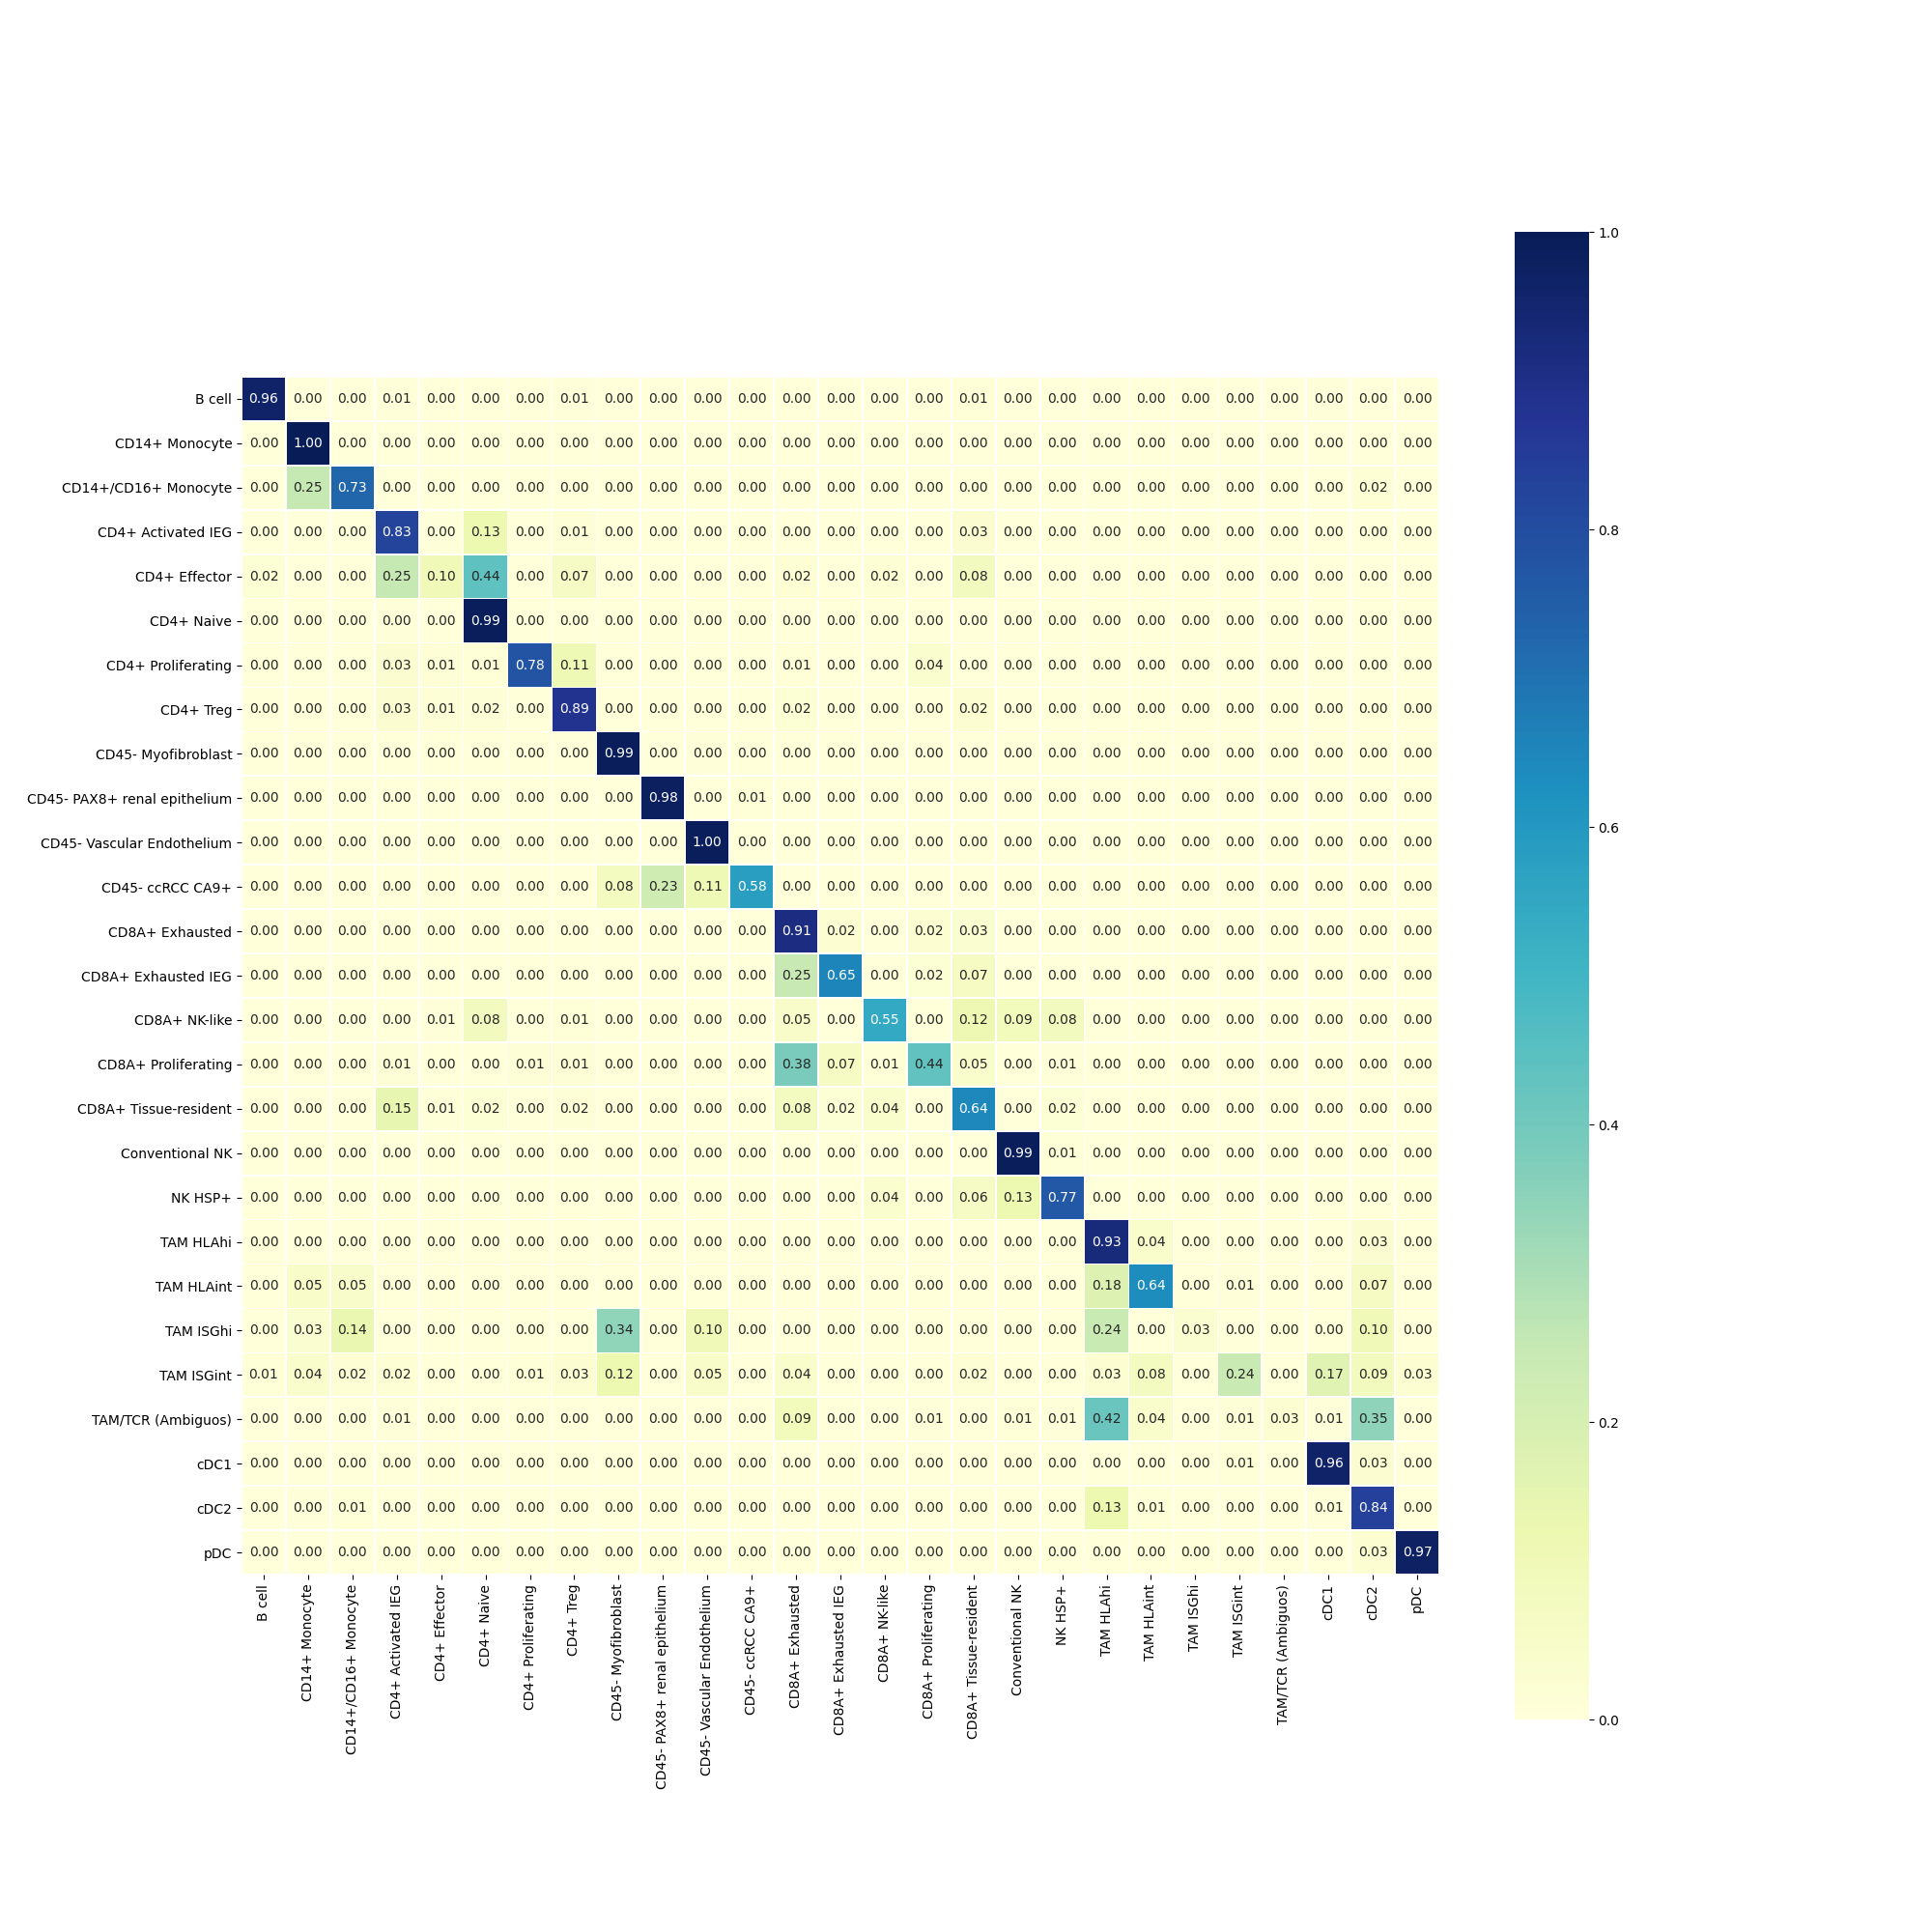 1.0
B cell 0.96 0.00 0.00 0.01 0.00 0.00 0.00 0.01 0.00 0.00 0.00 0.00 0.00 0.00 0.00 0.00 0.01 0.00 0.00 0.00 0.00 0.00 0.00 0.00 0.00 0.00 0.00
CD14+ Monocyte 0.00 1.00 0.00 0.00 0.00 0.00 0.00 0.00 0.00 0.00 0.00 0.00 0.00 0.00 0.00 0.00 0.00 0.00 0.00 0.00 0.00 0.00 0.00 0.00 0.00 0.00 0.00
CD14+/CD16+ Monocyte 0.00 0.25 0.73 0.00 0.00 0.00 0.00 0.00 0.00 0.00 0.00 0.00 0.00 0.00 0.00 0.00 0.00 0.00 0.00 0.00 0.00 0.00 0.00 0.00 0.00 0.02 0.00
CD4+ Activated IEG 0.00 0.00 0.00 0.83 0.00 0.13 0.00 0.01 0.00 0.00 0.00 0.00 0.00 0.00 0.00 0.00 0.03 0.00 0.00 0.00 0.00 0.00 0.00 0.00 0.00 0.00 0.00
0.8
CD4+ Effector 0.02 0.00 0.00 0.25 0.10 0.44 0.00 0.07 0.00 0.00 0.00 0.00 0.02 0.00 0.02 0.00 0.08 0.00 0.00 0.00 0.00 0.00 0.00 0.00 0.00 0.00 0.00
CD4+ Naive 0.00 0.00 0.00 0.00 0.00 0.99 0.00 0.00 0.00 0.00 0.00 0.00 0.00 0.00 0.00 0.00 0.00 0.00 0.00 0.00 0.00 0.00 0.00 0.00 0.00 0.00 0.00
CD4+ Proliferating 0.00 0.00 0.00 0.03 0.01 0.01 0.78 0.11 0.00 0.00 0.00 0.00 0.01 0.00 0.00 0.04 0.00 0.00 0.00 0.00 0.00 0.00 0.00 0.00 0.00 0.00 0.00
CD4+ Treg 0.00 0.00 0.00 0.03 0.01 0.02 0.00 0.89 0.00 0.00 0.00 0.00 0.02 0.00 0.00 0.00 0.02 0.00 0.00 0.00 0.00 0.00 0.00 0.00 0.00 0.00 0.00
CD45- Myofibroblast 0.00 0.00 0.00 0.00 0.00 0.00 0.00 0.00 0.99 0.00 0.00 0.00 0.00 0.00 0.00 0.00 0.00 0.00 0.00 0.00 0.00 0.00 0.00 0.00 0.00 0.00 0.00
CD45- PAX8+ renal epithelium 0.00 0.00 0.00 0.00 0.00 0.00 0.00 0.00 0.00 0.98 0.00 0.01 0.00 0.00 0.00 0.00 0.00 0.00 0.00 0.00 0.00 0.00 0.00 0.00 0.00 0.00 0.00
0.6
CD45- Vascular Endothelium 0.00 0.00 0.00 0.00 0.00 0.00 0.00 0.00 0.00 0.00 1.00 0.00 0.00 0.00 0.00 0.00 0.00 0.00 0.00 0.00 0.00 0.00 0.00 0.00 0.00 0.00 0.00
CD45- ccRCC CA9+ 0.00 0.00 0.00 0.00 0.00 0.00 0.00 0.00 0.08 0.23 0.11 0.58 0.00 0.00 0.00 0.00 0.00 0.00 0.00 0.00 0.00 0.00 0.00 0.00 0.00 0.00 0.00
CD8A+ Exhausted 0.00 0.00 0.00 0.00 0.00 0.00 0.00 0.00 0.00 0.00 0.00 0.00 0.91 0.02 0.00 0.02 0.03 0.00 0.00 0.00 0.00 0.00 0.00 0.00 0.00 0.00 0.00
CD8A+ Exhausted IEG 0.00 0.00 0.00 0.00 0.00 0.00 0.00 0.00 0.00 0.00 0.00 0.00 0.25 0.65 0.00 0.02 0.07 0.00 0.00 0.00 0.00 0.00 0.00 0.00 0.00 0.00 0.00
CD8A+ NK-like 0.00 0.00 0.00 0.00 0.01 0.08 0.00 0.01 0.00 0.00 0.00 0.00 0.05 0.00 0.55 0.00 0.12 0.09 0.08 0.00 0.00 0.00 0.00 0.00 0.00 0.00 0.00
CD8A+ Proliferating 0.00 0.00 0.00 0.01 0.00 0.00 0.01 0.01 0.00 0.00 0.00 0.00 0.38 0.07 0.01 0.44 0.05 0.00 0.01 0.00 0.00 0.00 0.00 0.00 0.00 0.00 0.00
CD8A+ Tissue-resident 0.00 0.00 0.00 0.15 0.01 0.02 0.00 0.02 0.00 0.00 0.00 0.00 0.08 0.02 0.04 0.00 0.64 0.00 0.02 0.00 0.00 0.00 0.00 0.00 0.00 0.00 0.00
0.4
Conventional NK 0.00 0.00 0.00 0.00 0.00 0.00 0.00 0.00 0.00 0.00 0.00 0.00 0.00 0.00 0.00 0.00 0.00 0.99 0.01 0.00 0.00 0.00 0.00 0.00 0.00 0.00 0.00
NK HSP+ 0.00 0.00 0.00 0.00 0.00 0.00 0.00 0.00 0.00 0.00 0.00 0.00 0.00 0.00 0.04 0.00 0.06 0.13 0.77 0.00 0.00 0.00 0.00 0.00 0.00 0.00 0.00
TAM HLAhi 0.00 0.00 0.00 0.00 0.00 0.00 0.00 0.00 0.00 0.00 0.00 0.00 0.00 0.00 0.00 0.00 0.00 0.00 0.00 0.93 0.04 0.00 0.00 0.00 0.00 0.03 0.00
TAM HLAint 0.00 0.05 0.05 0.00 0.00 0.00 0.00 0.00 0.00 0.00 0.00 0.00 0.00 0.00 0.00 0.00 0.00 0.00 0.00 0.18 0.64 0.00 0.01 0.00 0.00 0.07 0.00
TAM ISGhi 0.00 0.03 0.14 0.00 0.00 0.00 0.00 0.00 0.34 0.00 0.10 0.00 0.00 0.00 0.00 0.00 0.00 0.00 0.00 0.24 0.00 0.03 0.00 0.00 0.00 0.10 0.00
TAM ISGint 0.01 0.04 0.02 0.02 0.00 0.00 0.01 0.03 0.12 0.00 0.05 0.00 0.04 0.00 0.00 0.00 0.02 0.00 0.00 0.03 0.08 0.00 0.24 0.00 0.17 0.09 0.03
TAM/TCR (Ambiguos) 0.00 0.00 0.00 0.01 0.00 0.00 0.00 0.00 0.00 0.00 0.00 0.00 0.09 0.00 0.00 0.01 0.00 0.01 0.01 0.42 0.04 0.00 0.01 0.03 0.01 0.35 0.00
0.2
cDC1 0.00 0.00 0.00 0.00 0.00 0.00 0.00 0.00 0.00 0.00 0.00 0.00 0.00 0.00 0.00 0.00 0.00 0.00 0.00 0.00 0.00 0.00 0.01 0.00 0.96 0.03 0.00
cDC2 0.00 0.00 0.01 0.00 0.00 0.00 0.00 0.00 0.00 0.00 0.00 0.00 0.00 0.00 0.00 0.00 0.00 0.00 0.00 0.13 0.01 0.00 0.00 0.00 0.01 0.84 0.00
pDC 0.00 0.00 0.00 0.00 0.00 0.00 0.00 0.00 0.00 0.00 0.00 0.00 0.00 0.00 0.00 0.00 0.00 0.00 0.00 0.00 0.00 0.00 0.00 0.00 0.00 0.03 0.97
0.0
B cell
CD14+ Monocyte
CD14+/CD16+ Monocyte
CD4+ Activated IEG
CD4+ Effector
CD4+ Naive
CD4+ Proliferating
CD4+ Treg
CD45- Myofibroblast
CD45- PAX8+ renal epithelium
CD45- Vascular Endothelium
CD45- ccRCC CA9+
CD8A+ Exhausted
CD8A+ Exhausted IEG
CD8A+ NK-like
CD8A+ Proliferating
CD8A+ Tissue-resident
Conventional NK
NK HSP+
TAM HLAhi
TAM HLAint
TAM ISGhi
TAM ISGint
TAM/TCR (Ambiguos)
cDC1
cDC2
pDC